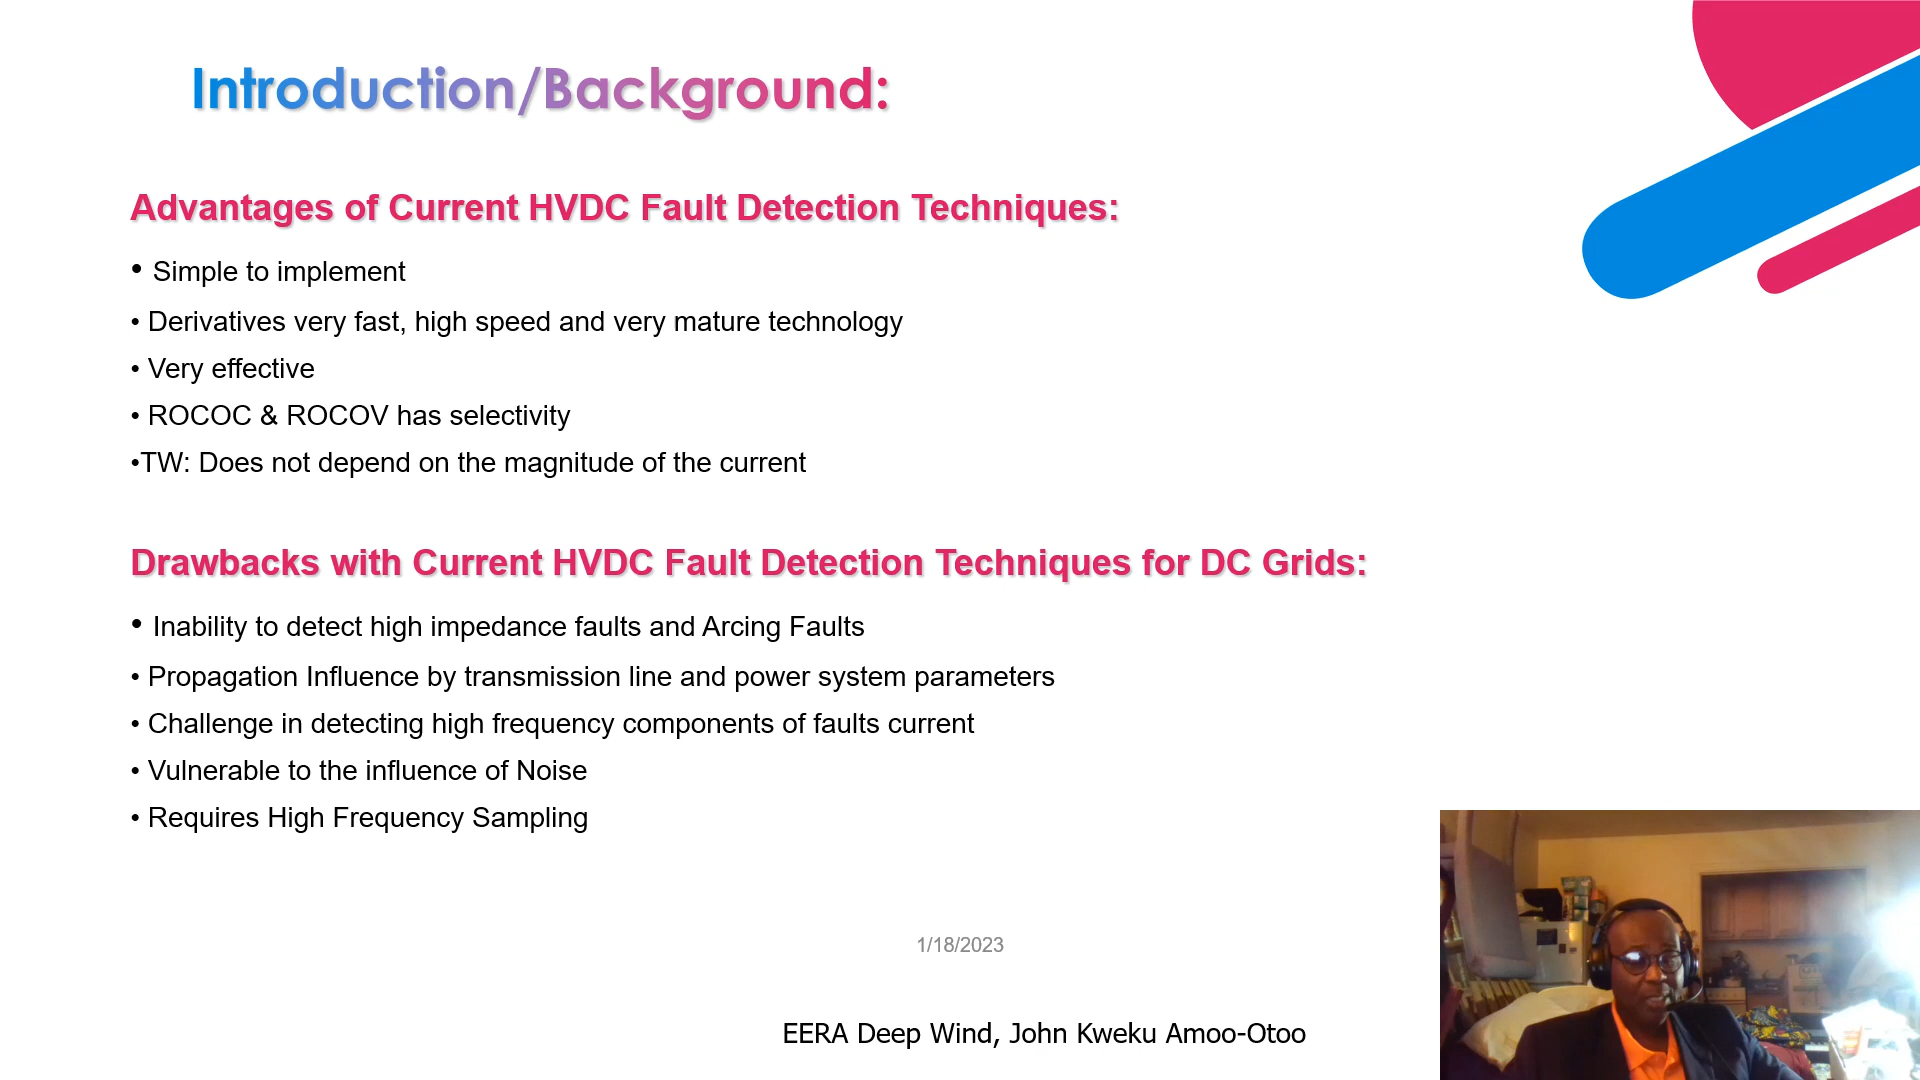 Introduction/Background:
Advantages of Current HVDC Fault Detection Techniques:
• Simple to implement
• Derivatives very fast, high speed and very mature technology
• Very effective
• ROCOC & ROCOV has selectivity
•TW: Does not depend on the magnitude of the current
Drawbacks with Current HVDC Fault Detection Techniques for DC Grids:
• Inability to detect high impedance faults and Arcing Faults
• Propagation Influence by transmission line and power system parameters
• Challenge in detecting high frequency components of faults current
• Vulnerable to the influence of Noise
• Requires High Frequency Sampling
1/18/2023
EERA Deep Wind, John Kweku Amoo-Otoo